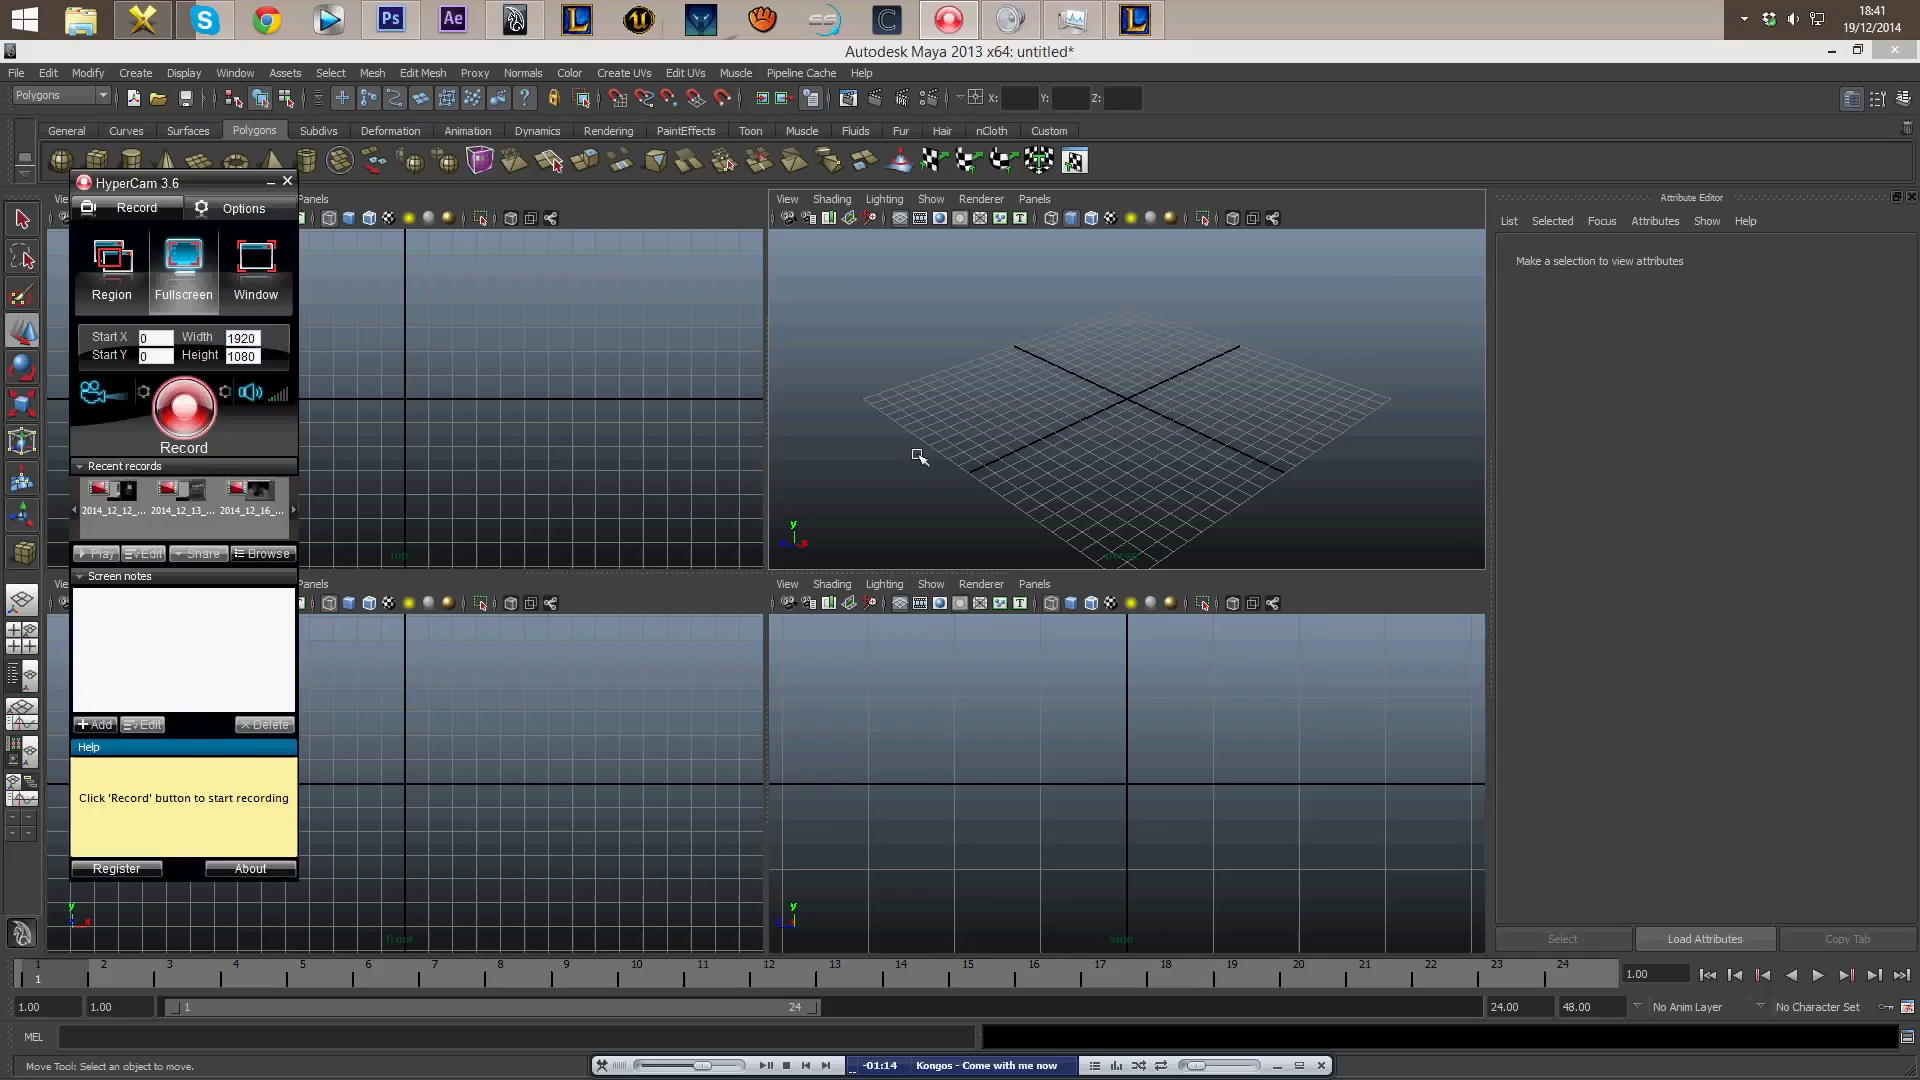 18:41
19/12/2014
Autodesk Maya 2013 x64: untitled*
File Edit Modify Create Display Window Assets Select Mesh Edit Mesh Proxy Normals Color Create UVs Edit UVs Muscle Pipeline Cache Help
Polygons X: Y: Z:
General Curves Surfaces Polygons Subdivs Deformation Animation Dynamics Rendering PaintEffects Toon Muscle Fluids Fur Hair nCloth Custom
HyperCam 3.6
Record Options
Region Fullscreen Window
Start X 0 Width 1920
Start Y 0 Height 1080
Record
Recent records
2014_12_12_... 2014_12_13_... 2014_12_16_...
Play Edit Share Browse
Screen notes
Add Edit Delete
Help
Click 'Record' button to start recording
Register About
Panels
top
View Shading Lighting Show Renderer Panels
y
x
persp
Panels
y
x
front
View Shading Lighting Show Renderer Panels
y
side
Attribute Editor
List Selected Focus Attributes Show Help
Make a selection to view attributes
Select Load Attributes Copy Tab
1 2 3 4 5 6 7 8 9 10 11 12 13 14 15 16 17 18 19 20 21 22 23 24
1 1.00
1.00 1.00 1 24 24.00 48.00 No Anim Layer No Character Set
MEL
Move Tool: Select an object to move.
-01:14 Kongos - Come with me now